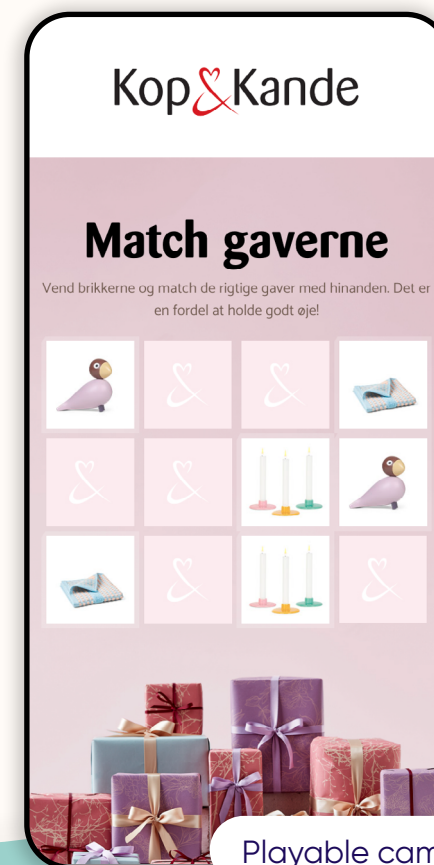 Kop&Kande
Match gaverne
Vend brikkerne og match de rigtige gaver med hinanden. Det er
en fordel at holde godt øje!
Playable cam